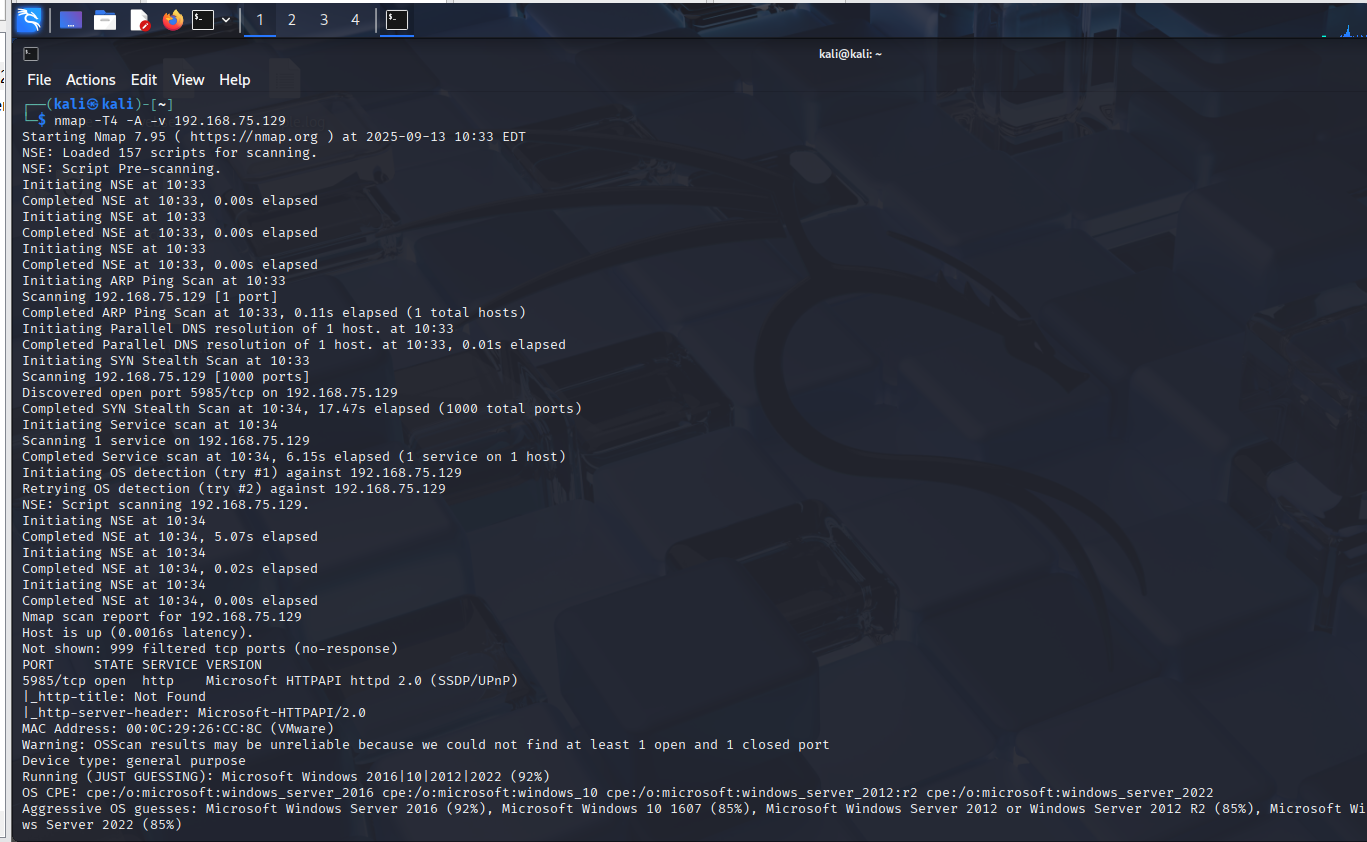 1 2 3 4
kali@kali: ~
File Actions Edit View Help
┌──(kali㉿kali)-[~]
└─$ nmap -T4 -A -v 192.168.75.129
Starting Nmap 7.95 ( https://nmap.org ) at 2025-09-13 10:33 EDT
NSE: Loaded 157 scripts for scanning.
NSE: Script Pre-scanning.
Initiating NSE at 10:33
Completed NSE at 10:33, 0.00s elapsed
Initiating NSE at 10:33
Completed NSE at 10:33, 0.00s elapsed
Initiating NSE at 10:33
Completed NSE at 10:33, 0.00s elapsed
Initiating ARP Ping Scan at 10:33
Scanning 192.168.75.129 [1 port]
Completed ARP Ping Scan at 10:33, 0.11s elapsed (1 total hosts)
Initiating Parallel DNS resolution of 1 host. at 10:33
Completed Parallel DNS resolution of 1 host. at 10:33, 0.01s elapsed
Initiating SYN Stealth Scan at 10:33
Scanning 192.168.75.129 [1000 ports]
Discovered open port 5985/tcp on 192.168.75.129
Completed SYN Stealth Scan at 10:34, 17.47s elapsed (1000 total ports)
Initiating Service scan at 10:34
Scanning 1 service on 192.168.75.129
Completed Service scan at 10:34, 6.15s elapsed (1 service on 1 host)
Initiating OS detection (try #1) against 192.168.75.129
Retrying OS detection (try #2) against 192.168.75.129
NSE: Script scanning 192.168.75.129.
Initiating NSE at 10:34
Completed NSE at 10:34, 5.07s elapsed
Initiating NSE at 10:34
Completed NSE at 10:34, 0.02s elapsed
Initiating NSE at 10:34
Completed NSE at 10:34, 0.00s elapsed
Nmap scan report for 192.168.75.129
Host is up (0.0016s latency).
Not shown: 999 filtered tcp ports (no-response)
PORT     STATE SERVICE VERSION
5985/tcp open  http    Microsoft HTTPAPI httpd 2.0 (SSDP/UPnP)
|_http-title: Not Found
|_http-server-header: Microsoft-HTTPAPI/2.0
MAC Address: 00:0C:29:26:CC:8C (VMware)
Warning: OSScan results may be unreliable because we could not find at least 1 open and 1 closed port
Device type: general purpose
Running (JUST GUESSING): Microsoft Windows 2016|10|2012|2022 (92%)
OS CPE: cpe:/o:microsoft:windows_server_2016 cpe:/o:microsoft:windows_10 cpe:/o:microsoft:windows_server_2012:r2 cpe:/o:microsoft:windows_server_2022
Aggressive OS guesses: Microsoft Windows Server 2016 (92%), Microsoft Windows 10 1607 (85%), Microsoft Windows Server 2012 or Windows Server 2012 R2 (85%), Microsoft Wi
ws Server 2022 (85%)